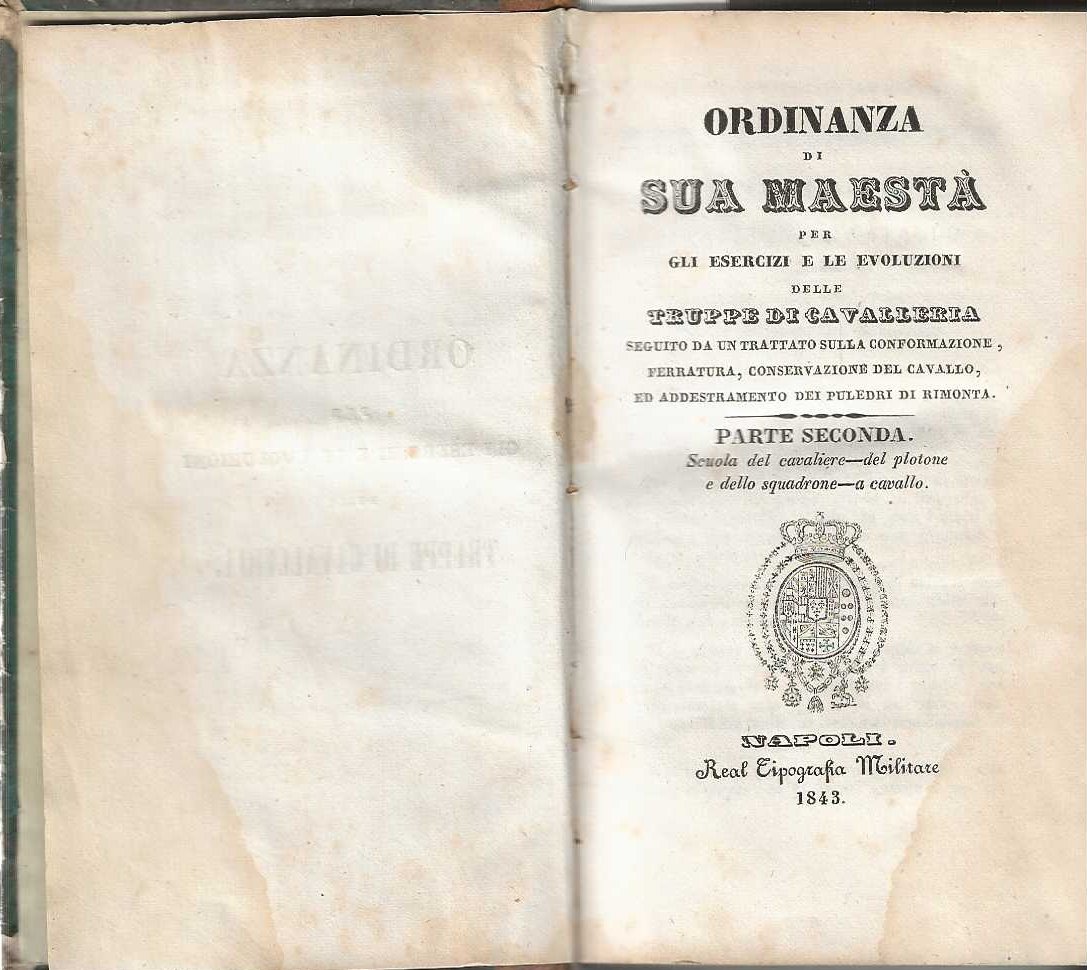 ORDINANZA
DI
SUA MAESTÀ
PER
GLI ESERCIZI E LE EVOLUZIONI
DELLE
TRUPPE DI CAVALLERIA
SEGUITO DA UN TRATTATO SULLA CONFORMAZIONE ,
FERRATURA, CONSERVAZIONE DEL CAVALLO,
ED ADDESTRAMENTO DEI PULEDRI DI RIMONTA.
PARTE SECONDA.
Scuola del cavaliere—del plotone
e dello squadrone—a cavallo.
NAPOLI.
Real Tipografia Militare
1843.